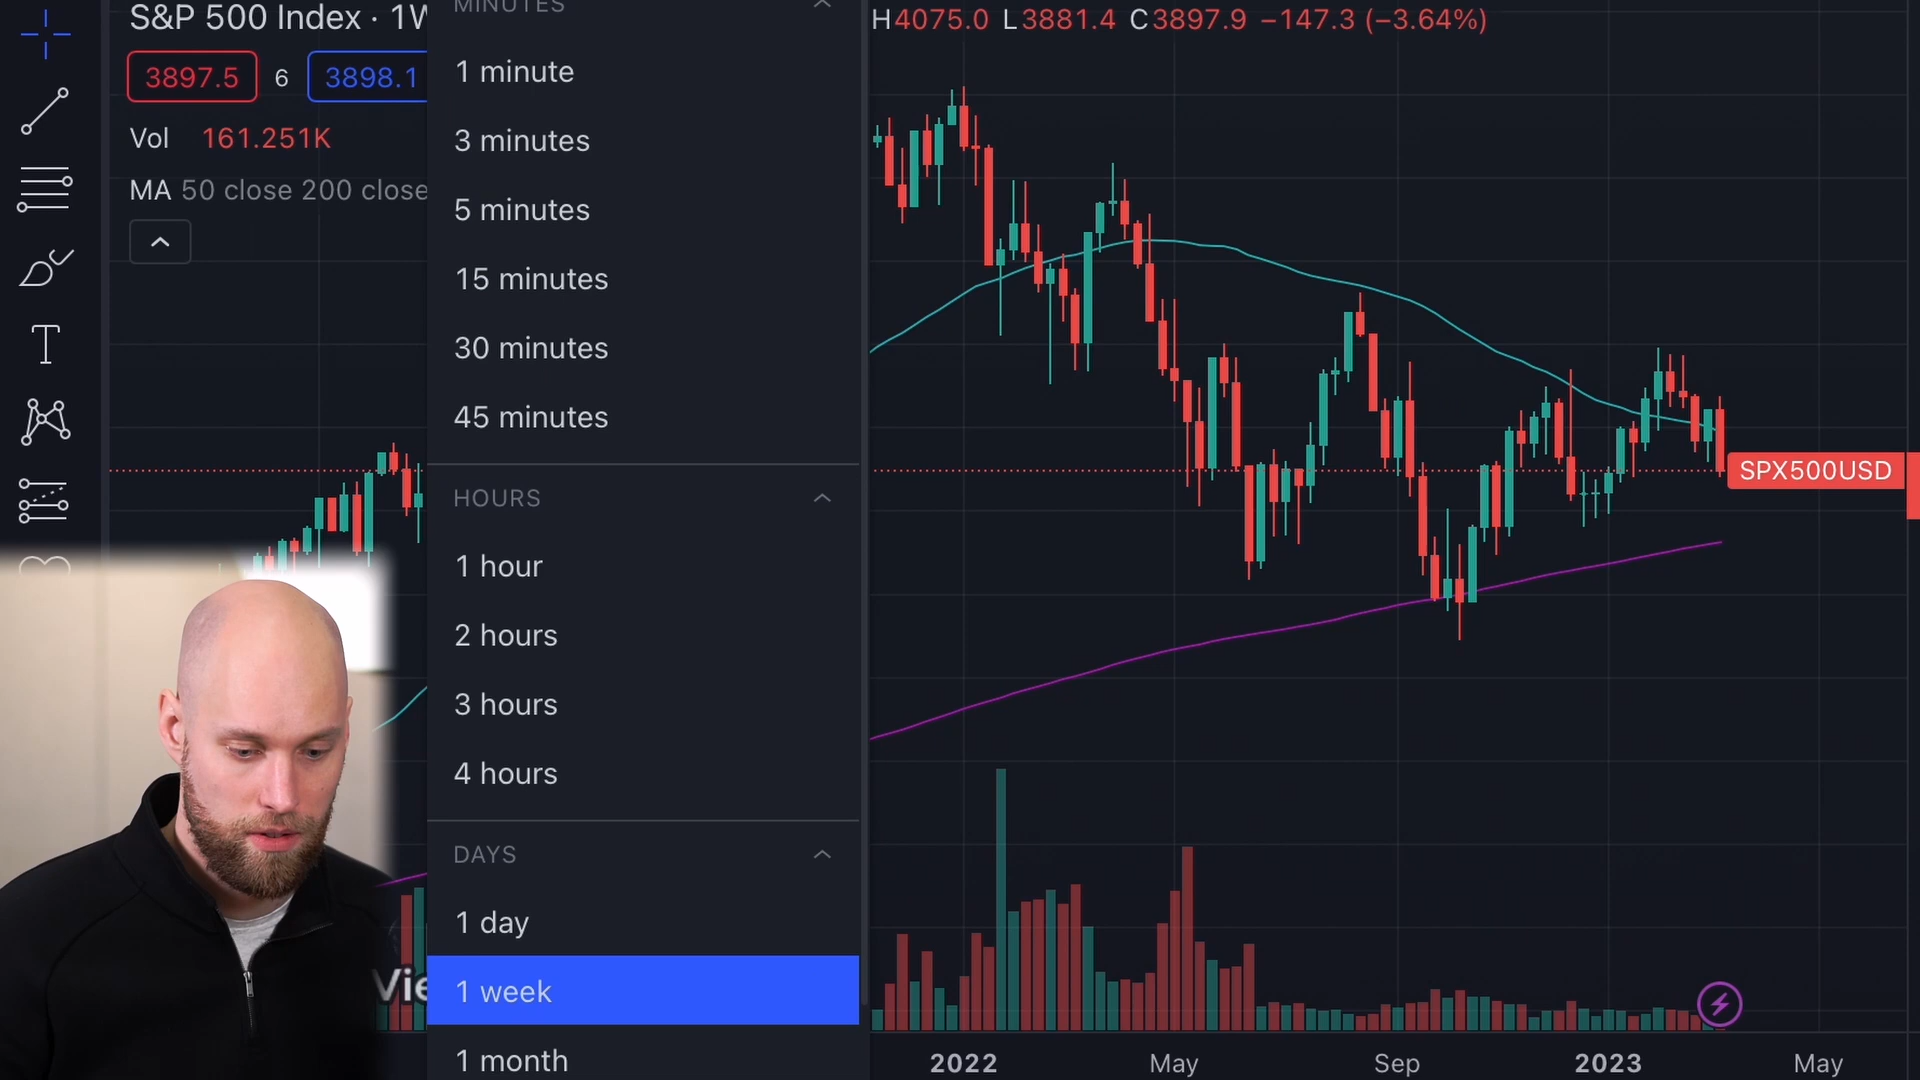 S&P 500 Index · 1W
H4075.0 L3881.4 C3897.9 −147.3 (−3.64%)
3897.5 6 3898.1
Vol 161.251K
MA 50 close 200 close
MINUTES
1 minute
3 minutes
5 minutes
15 minutes
30 minutes
45 minutes
HOURS
1 hour
2 hours
3 hours
4 hours
DAYS
1 day
1 week
1 month
SPX500USD
2022 May Sep 2023 May